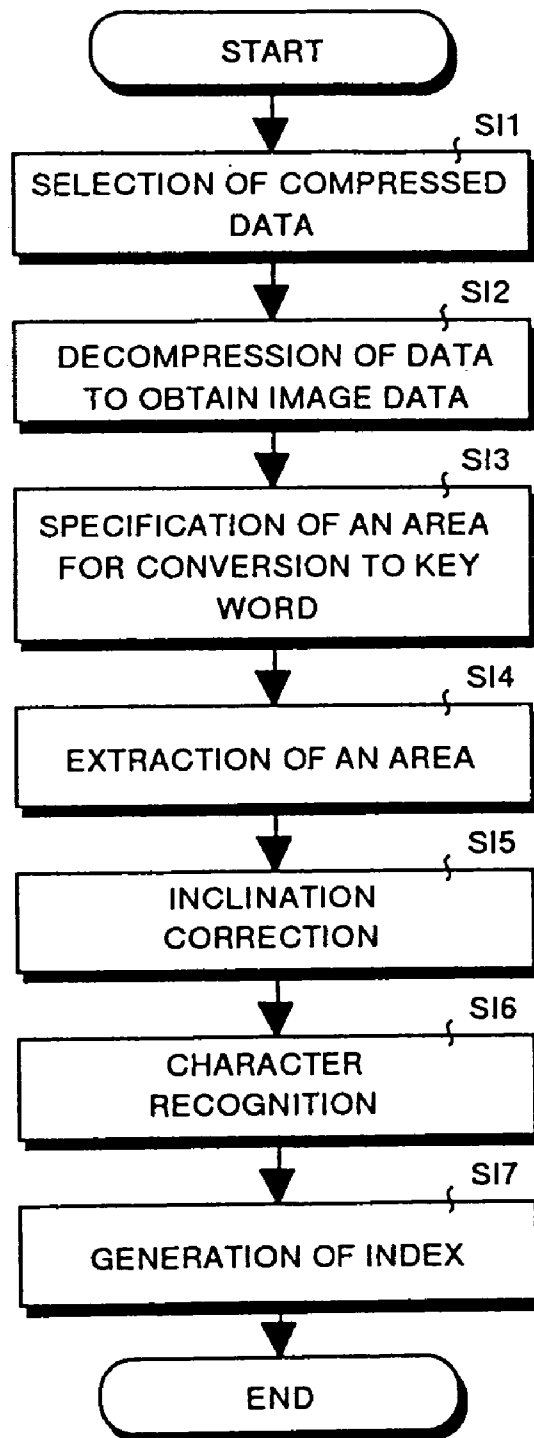 START
SI1
SELECTION OF COMPRESSED
DATA
SI2
DECOMPRESSION OF DATA
TO OBTAIN IMAGE DATA
SI3
SPECIFICATION OF AN AREA
FOR CONVERSION TO KEY
WORD
SI4
EXTRACTION OF AN AREA
SI5
INCLINATION
CORRECTION
SI6
CHARACTER
RECOGNITION
SI7
GENERATION OF INDEX
END